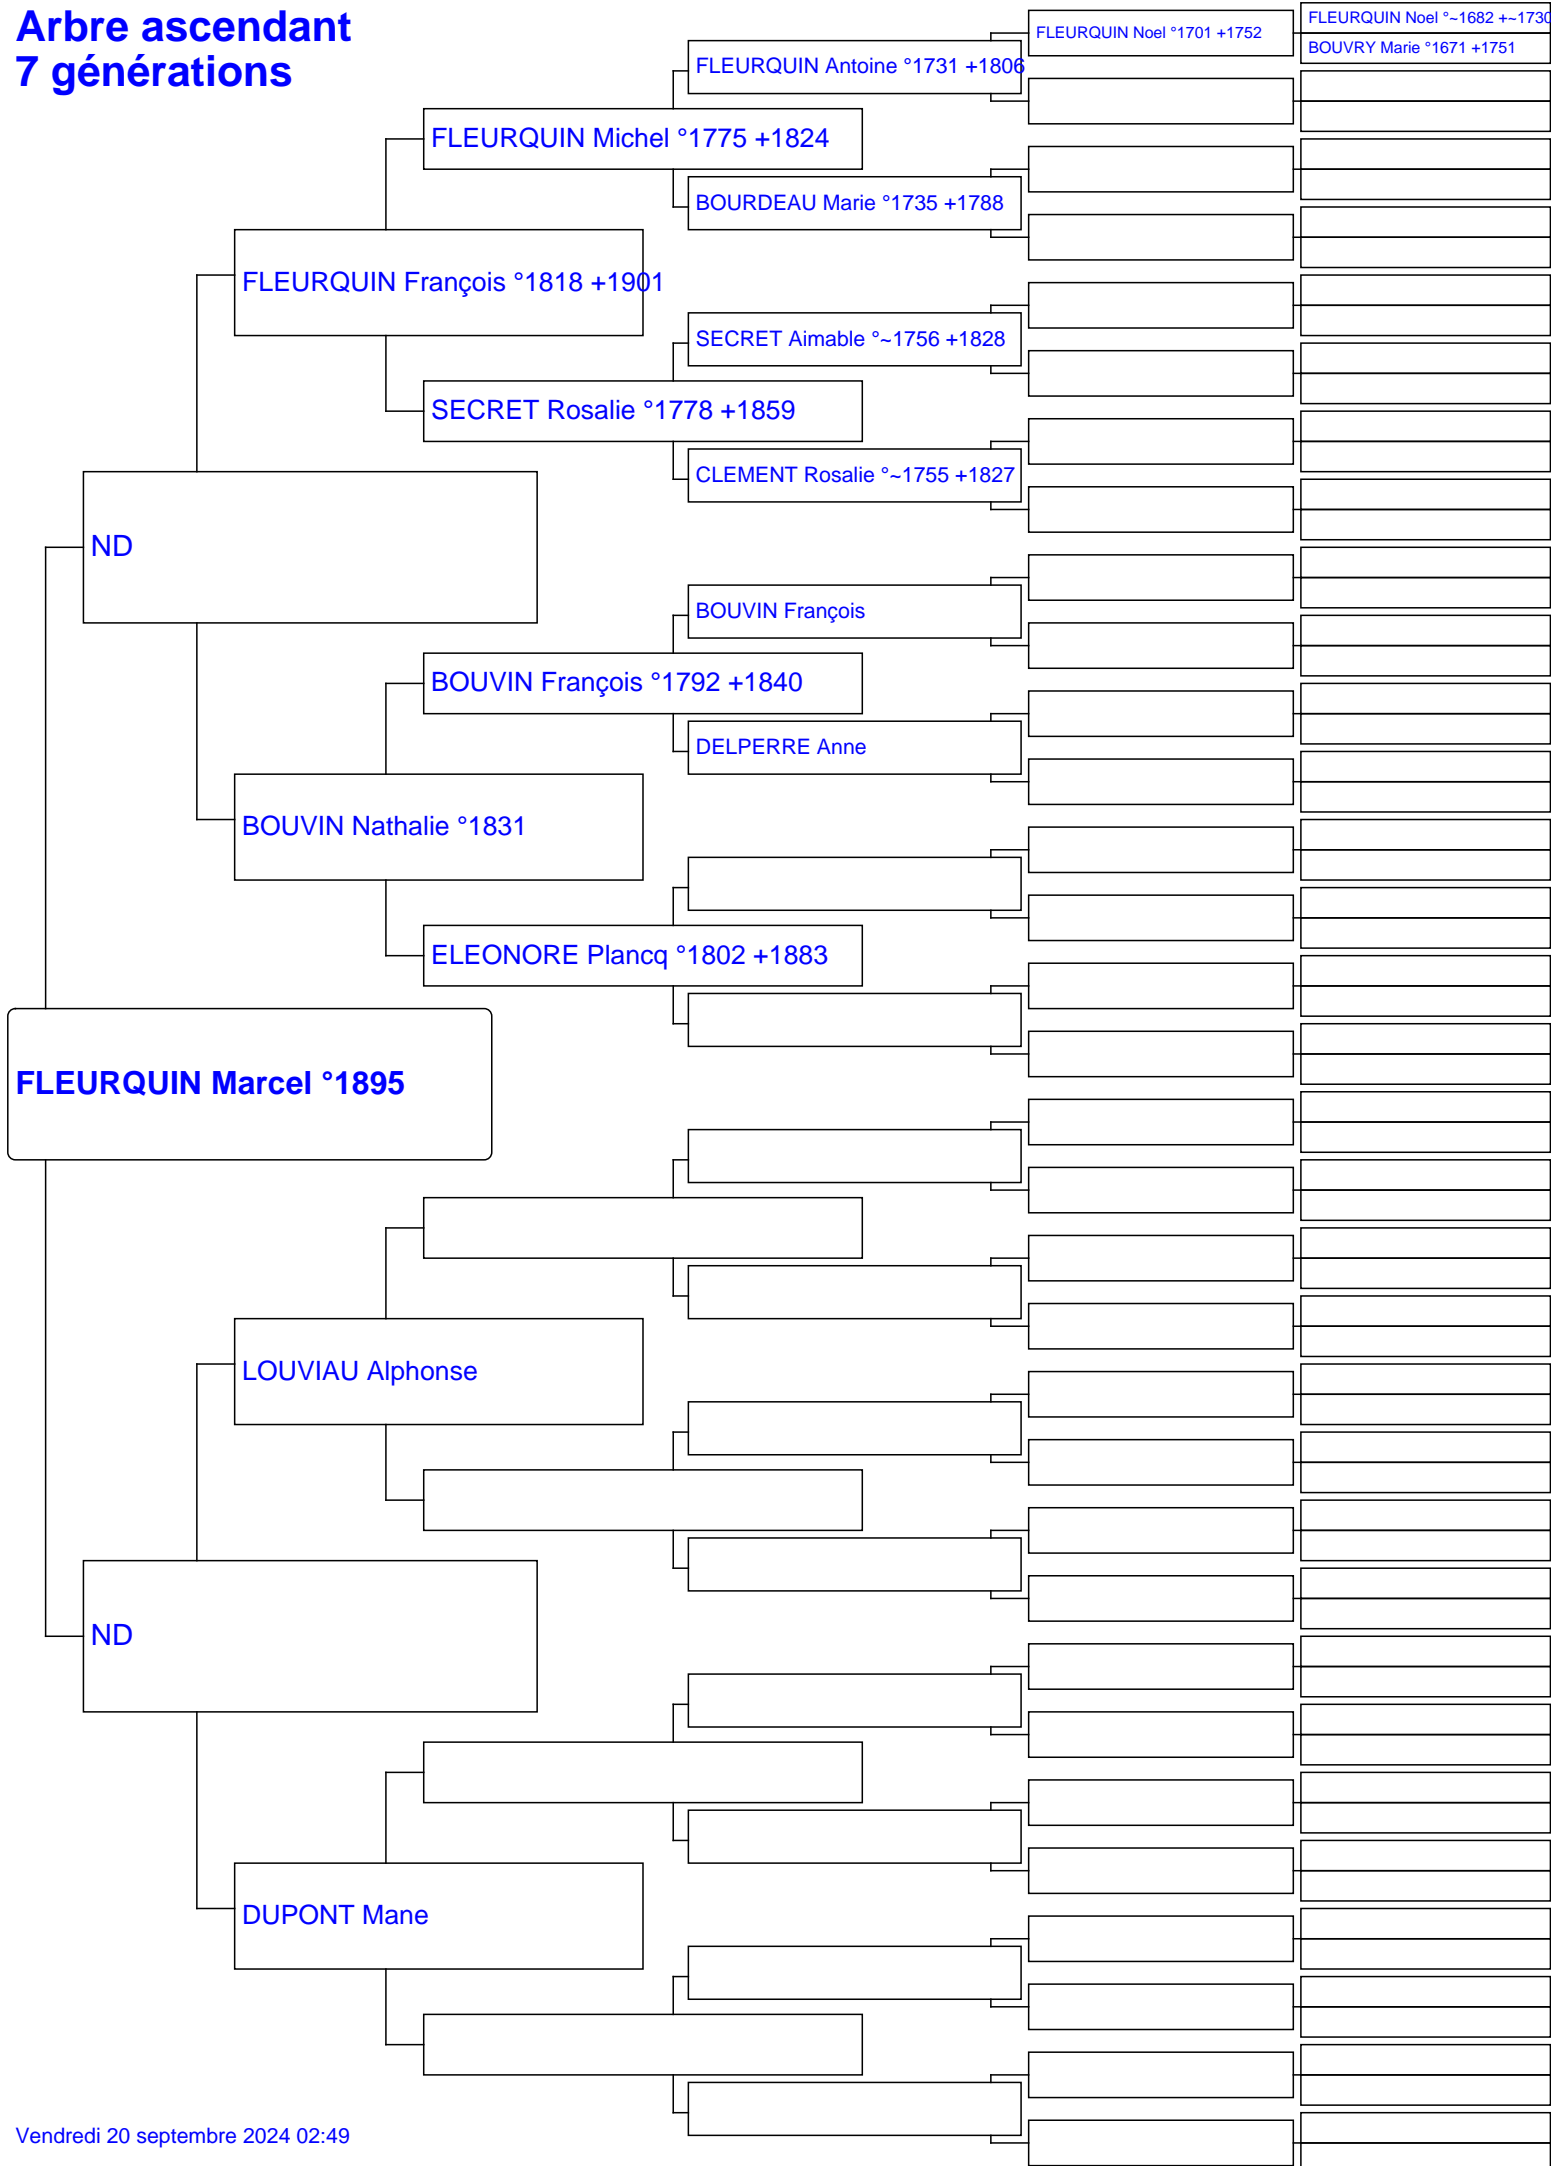 Arbre ascendant
7 générations
FLEURQUIN Noel °~1682 +~1730
FLEURQUIN Noel °1701 +1752
BOUVRY Marie °1671 +1751
FLEURQUIN Antoine °1731 +1806
FLEURQUIN Michel °1775 +1824
BOURDEAU Marie °1735 +1788
FLEURQUIN François °1818 +1901
SECRET Aimable °~1756 +1828
SECRET Rosalie °1778 +1859
CLEMENT Rosalie °~1755 +1827
ND
BOUVIN François
BOUVIN François °1792 +1840
DELPERRE Anne
BOUVIN Nathalie °1831
ELEONORE Plancq °1802 +1883
FLEURQUIN Marcel °1895
LOUVIAU Alphonse
ND
DUPONT Mane
Vendredi 20 septembre 2024 02:49